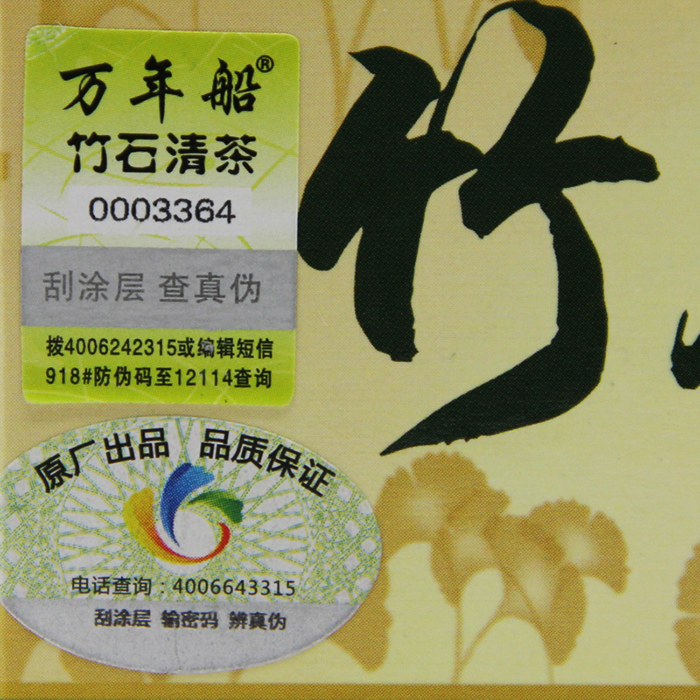 万年船®
竹石清茶
0003364
刮涂层 查真伪
拨4006242315或编辑短信
918#防伪码至12114查询
原厂出品 品质保证
电话查询：4006643315
刮涂层 输密码 辨真伪
竹